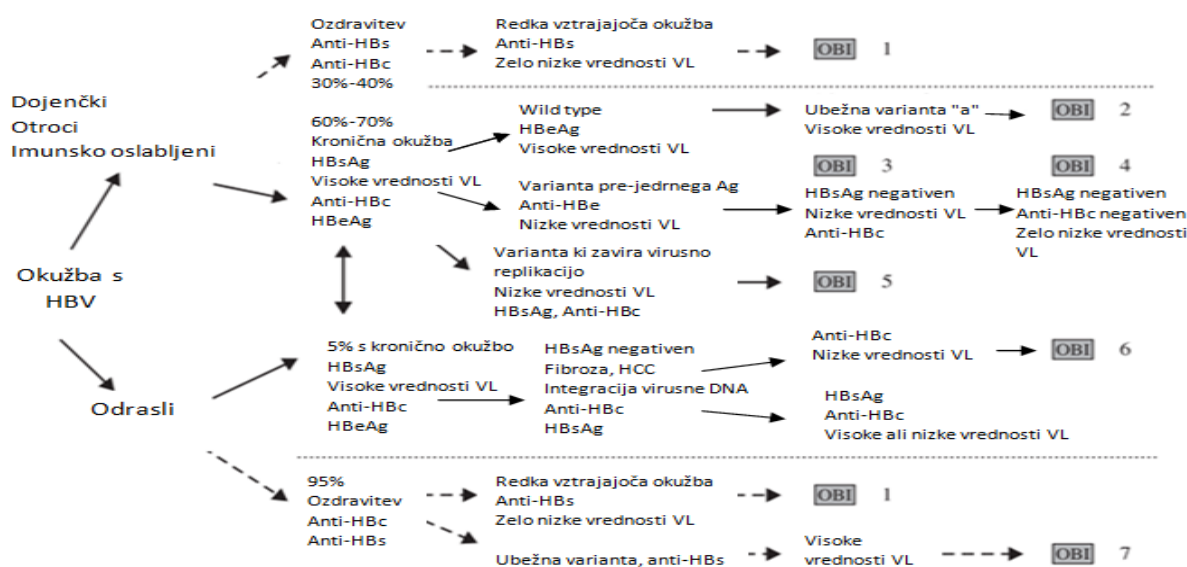 Dojenčki
Otroci
Imunsko oslabljeni
Okužba s
HBV
Odrasli
Ozdravitev
Anti-HBs
Anti-HBc
30%-40%
Redka vztrajajoča okužba
Anti-HBs
Zelo nizke vrednosti VL
OBI 1
60%-70%
Kronična okužba
HBsAg
Visoke vrednosti VL
Anti-HBc
HBeAg
Wild type
HBeAg
Visoke vrednosti VL
Ubežna varianta "a"
Visoke vrednosti VL
OBI 2
Varianta pre-jedrnega Ag
Anti-HBe
Nizke vrednosti VL
OBI 3
HBsAg negativen
Nizke vrednosti VL
Anti-HBc
OBI 4
HBsAg negativen
Anti-HBc negativen
Zelo nizke vrednosti
VL
Varianta ki zavira virusno
replikacijo
Nizke vrednosti VL
HBsAg, Anti-HBc
OBI 5
5% s kronično okužbo
HBsAg
Visoke vrednosti VL
Anti-HBc
HBeAg
HBsAg negativen
Fibroza, HCC
Integracija virusne DNA
Anti-HBc
HBsAg
Anti-HBc
Nizke vrednosti VL
OBI 6
HBsAg
Anti-HBc
Visoke ali nizke vrednosti VL
95%
Ozdravitev
Anti-HBc
Anti-HBs
Redka vztrajajoča okužba
Anti-HBs
Zelo nizke vrednosti VL
OBI 1
Ubežna varianta, anti-HBs
Visoke
vrednosti VL
OBI 7